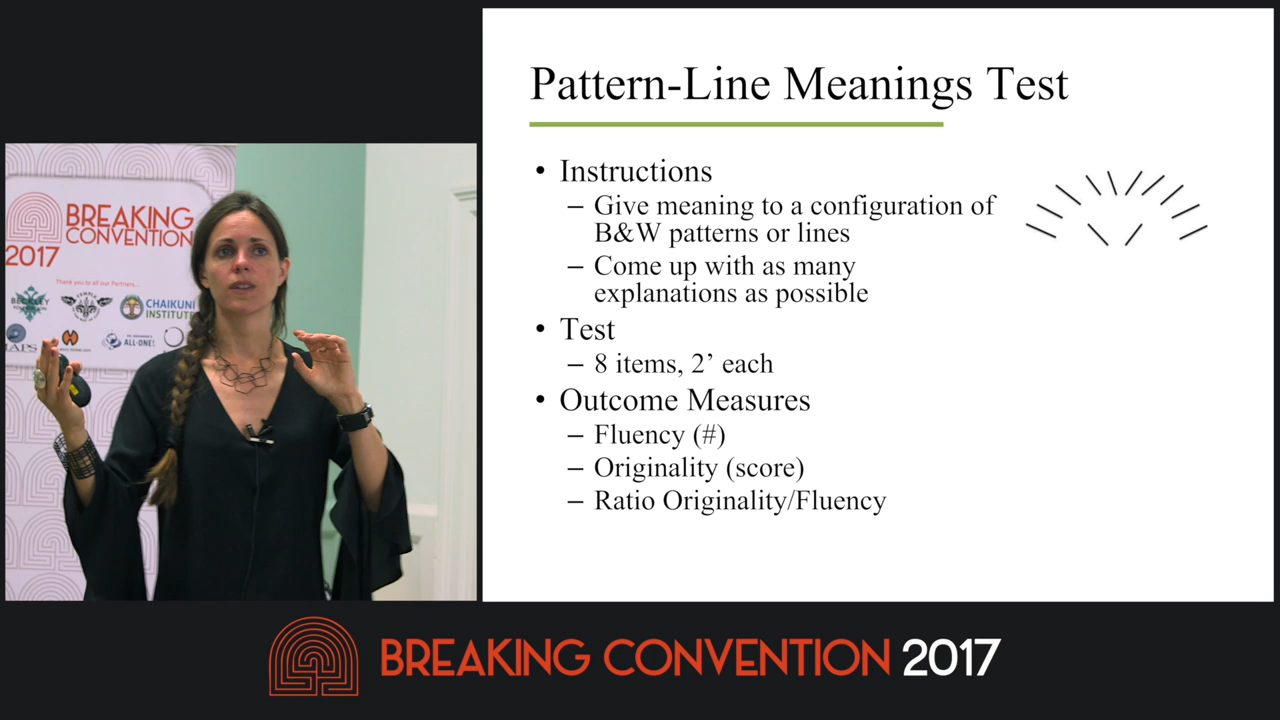 Pattern-Line Meanings Test
• Instructions
– Give meaning to a configuration of
B&W patterns or lines
– Come up with as many
explanations as possible
• Test
– 8 items, 2’ each
• Outcome Measures
– Fluency (#)
– Originality (score)
– Ratio Originality/Fluency
BREAKING
CONVENTION
2017
Thank you to all our Partners...
BECKLEY
CHAIKUNI
INSTITUTE
MAPS
ALL-ONE!
BREAKING CONVENTION 2017